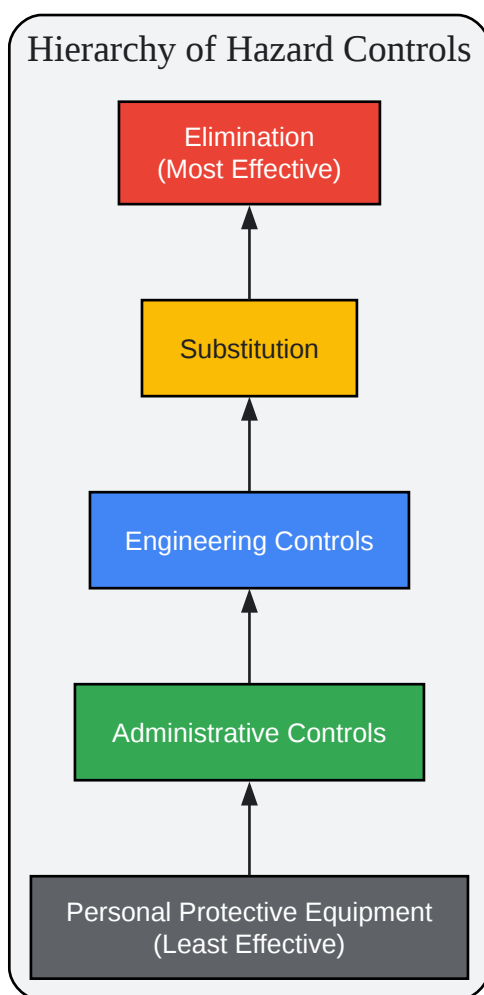 Hierarchy of Hazard Controls
Elimination
(Most Effective)
Substitution
Engineering Controls
Administrative Controls
Personal Protective Equipment
(Least Effective)